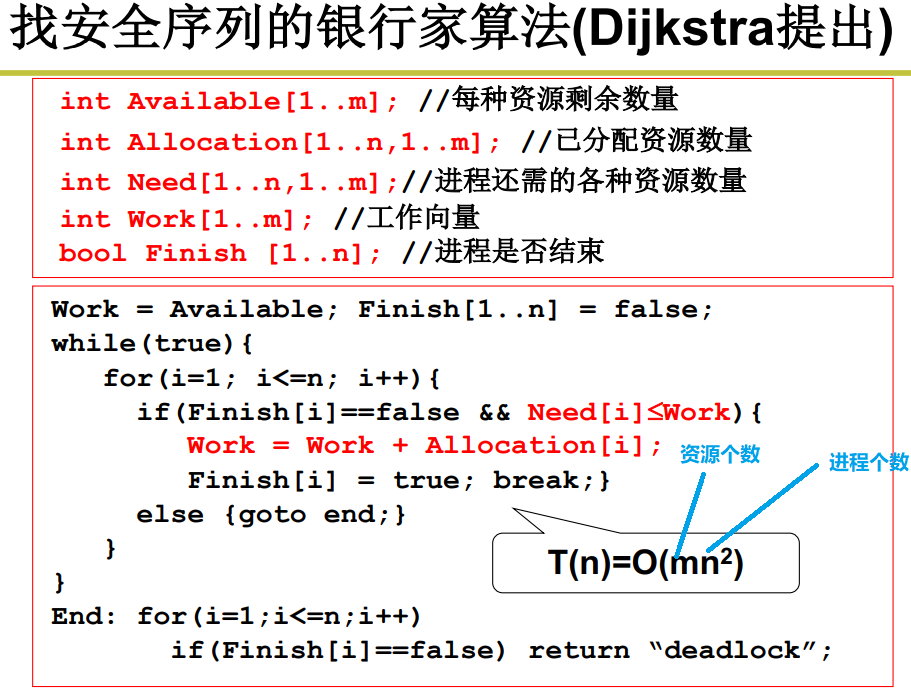 找安全序列的银行家算法(Dijkstra提出)
int Available[1..m]; //每种资源剩余数量
int Allocation[1..n,1..m]; //已分配资源数量
int Need[1..n,1..m];//进程还需的各种资源数量
int Work[1..m]; //工作向量
bool Finish [1..n]; //进程是否结束
Work = Available; Finish[1..n] = false;
while(true){
for(i=1; i<=n; i++){
if(Finish[i]==false && Need[i]≤Work){
Work = Work + Allocation[i];
资源个数
进程个数
Finish[i] = true; break;}
else {goto end;}
}
T(n)=O(mn²)
}
End: for(i=1;i<=n;i++)
if(Finish[i]==false) return “deadlock”;